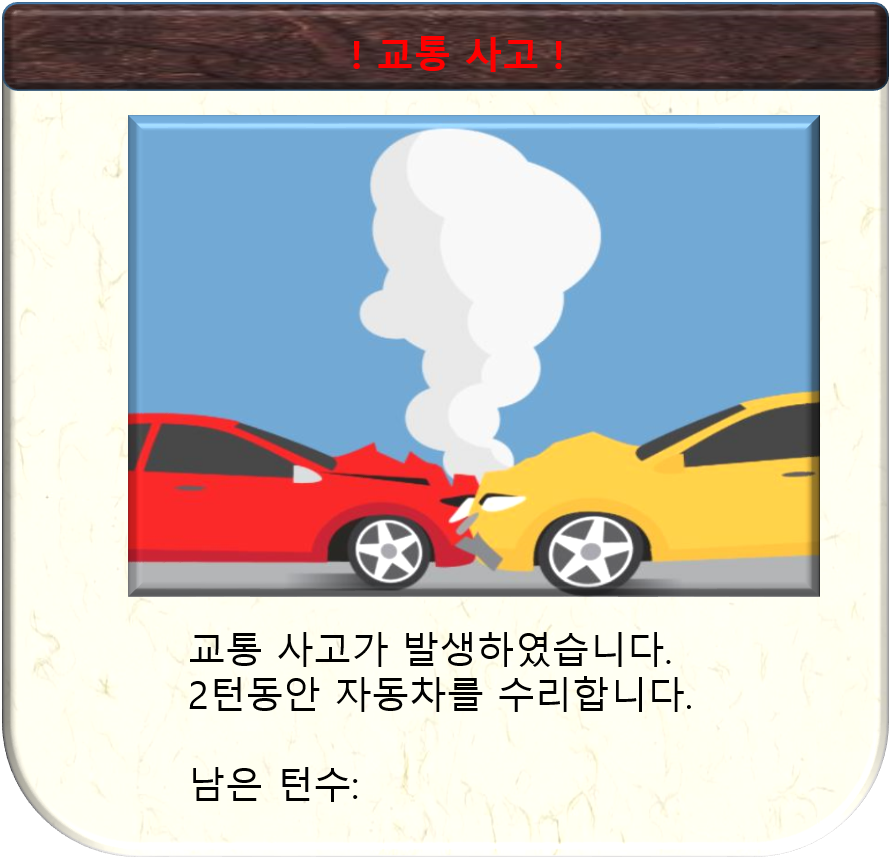 ! 교통 사고 !
교통 사고가 발생하였습니다.
2턴동안 자동차를 수리합니다.
남은 턴수: